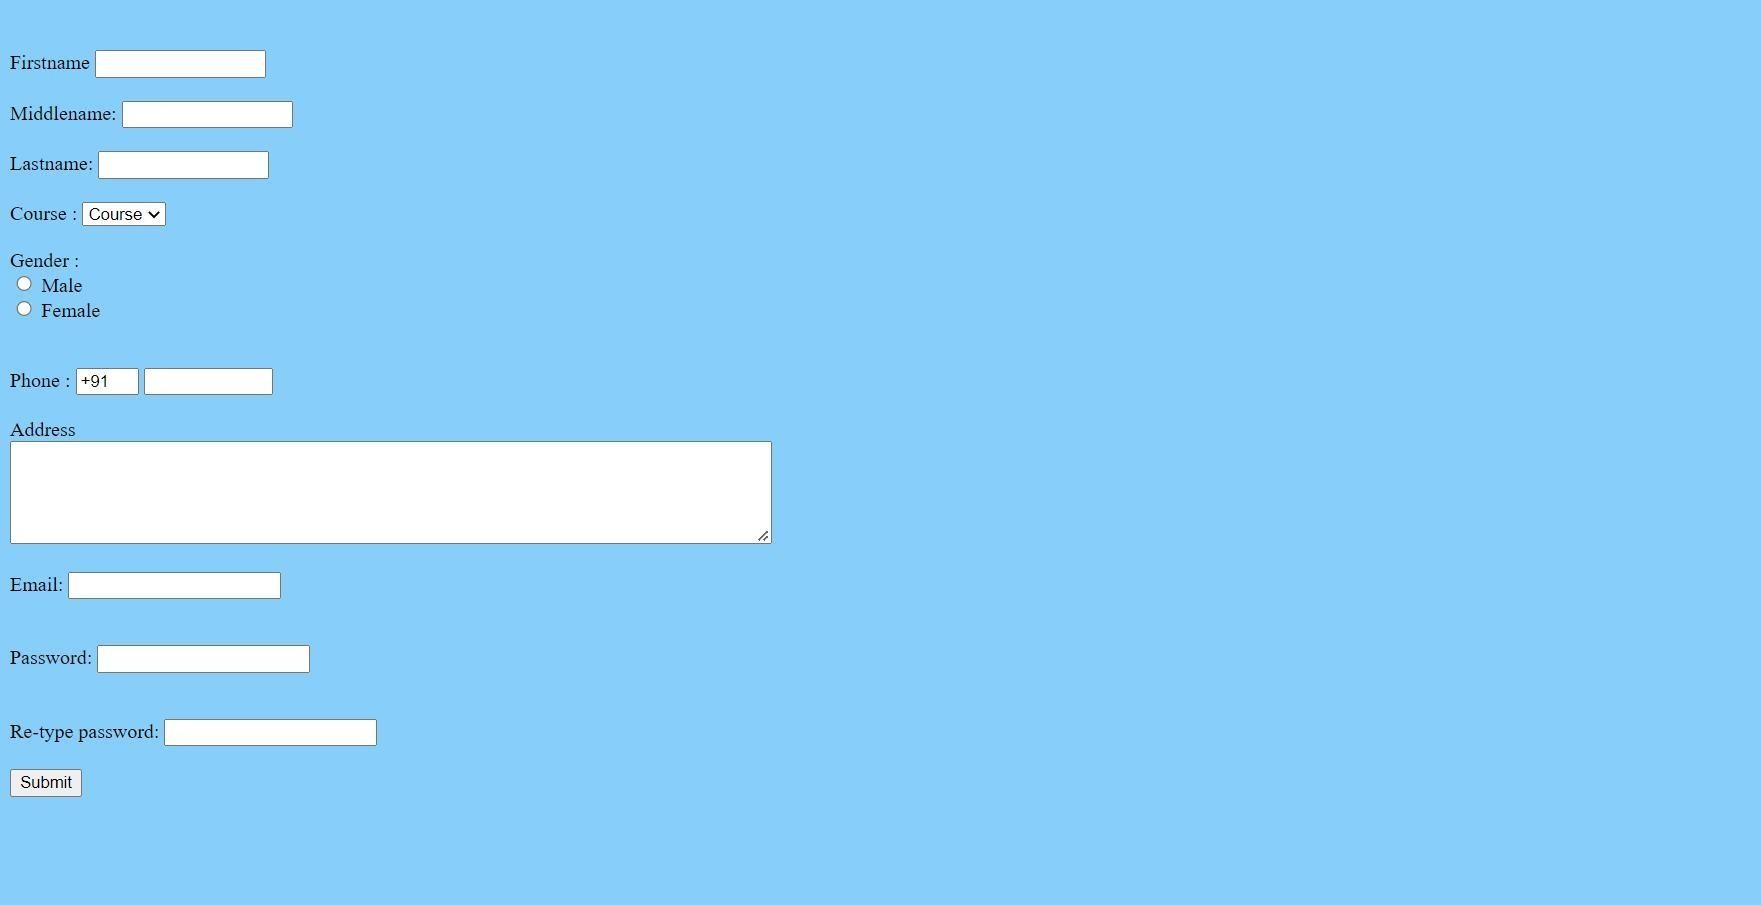 Firstname
Middlename:
Lastname:
Course : Course
Gender :
Male
Female
Phone : +91
Address
Email:
Password:
Re-type password:
Submit